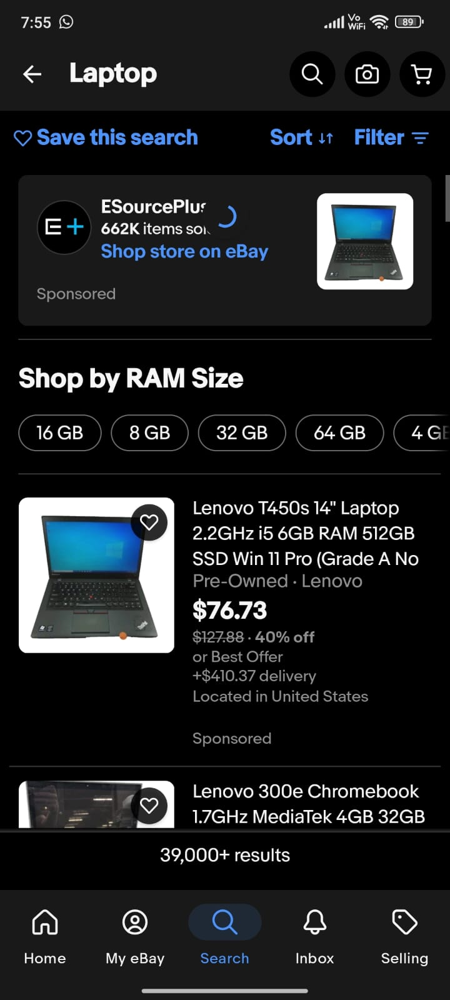 7:55
Vo
WiFi
89
Laptop
Save this search
Sort
Filter
E+
662K items
Shop store on eBay
Sponsored
Shop by RAM Size
16 GB
8 GB
32 GB
64 GB
4
Lenovo T450s 14" Laptop
2.2GHz i5 6GB RAM 512GB
SSD Win 11 Pro (Grade A No
Pre-Owned · Lenovo
$76.73
$127.88 · 40% off
or Best Offer
+$410.37 delivery
Located in United States
Sponsored
Lenovo 300e Chromebook
1.7GHz MediaTek 4GB 32GB
39,000+ results
Home
My eBay
Search
Inbox
Selling